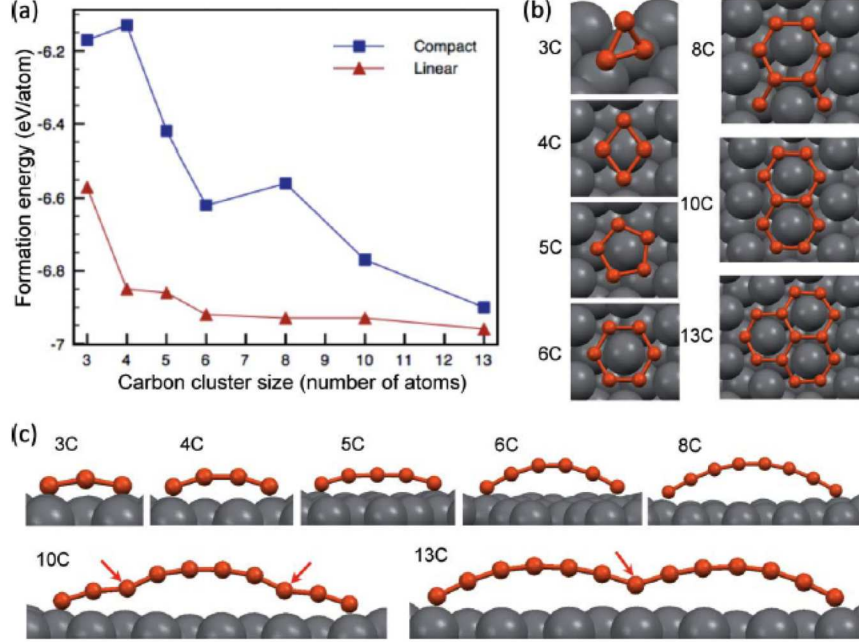 (a)
Compact
Linear
Formation energy (eV/atom)
-6.2
-6.4
-6.6
-6.8
-7
3 4 5 6 7 8 9 10 11 12 13
Carbon cluster size (number of atoms)
(b)
3C
4C
5C
6C
8C
10C
13C
(c)
3C 4C 5C 6C 8C
10C 13C